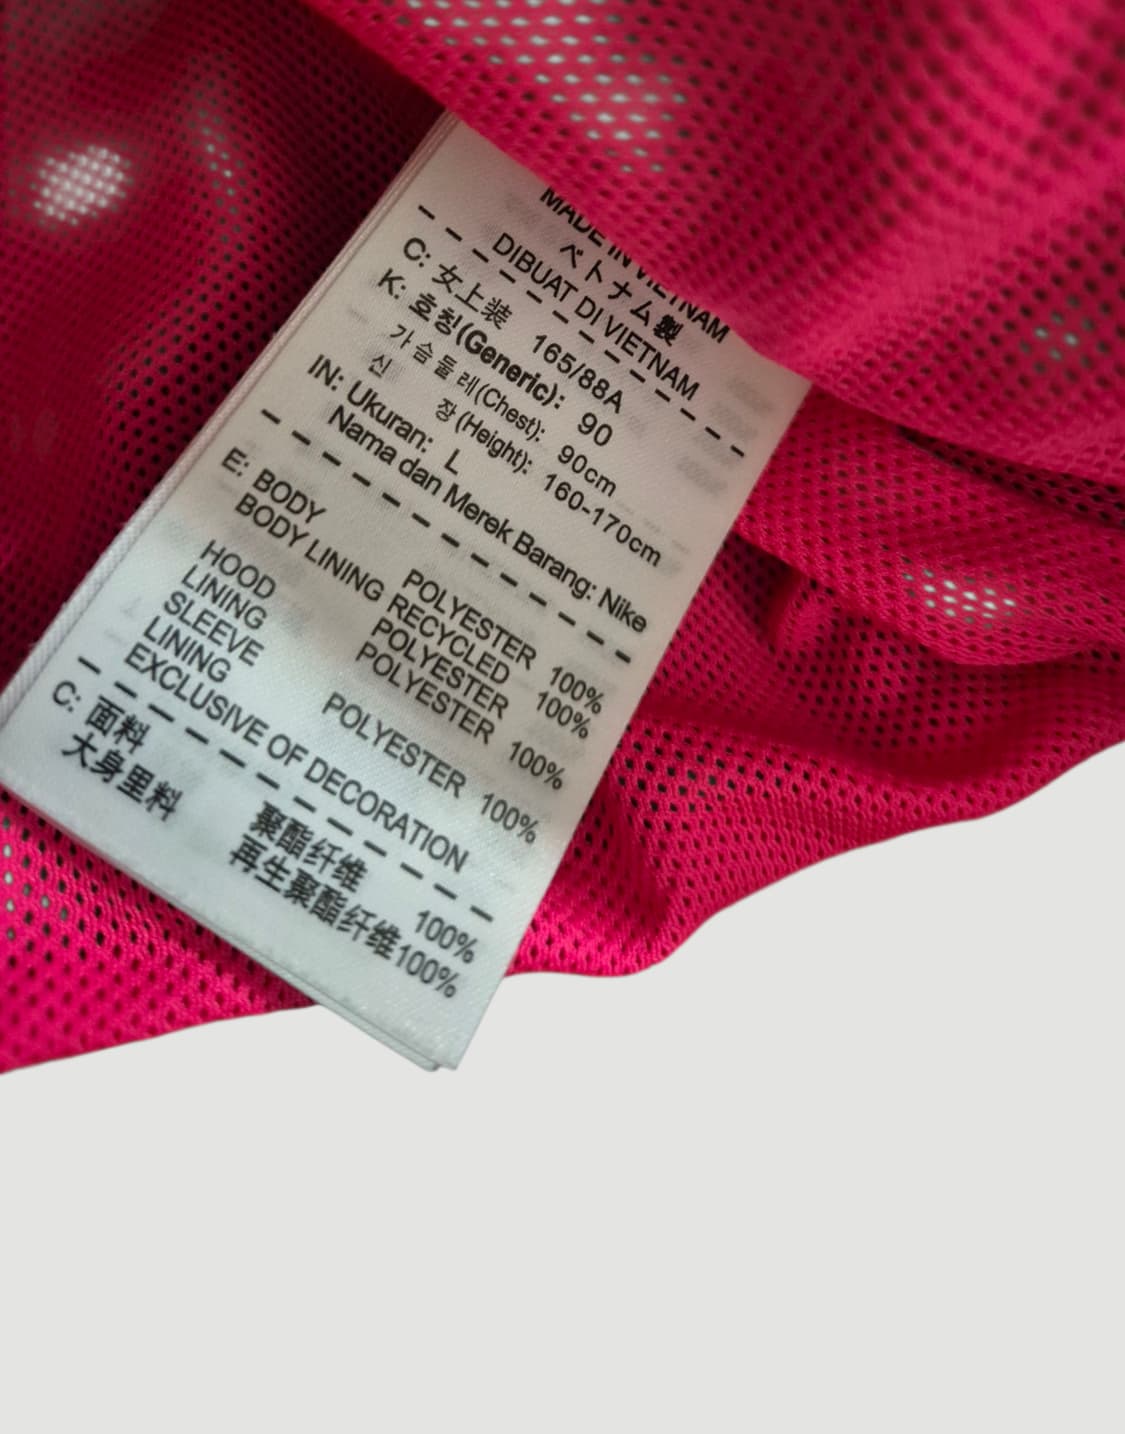 MADE IN VIETNAM
ベトナム製
DIBUAT DI VIETNAM
C: 女上装 165/88A
K: 호칭(Generic): 90
가슴둘레(Chest): 90cm
신 장(Height): 160-170cm
IN: Ukuran: L
Nama dan Merek Barang: Nike
E: BODY POLYESTER 100%
BODY LINING RECYCLED POLYESTER 100%
HOOD LINING POLYESTER 100%
SLEEVE LINING POLYESTER 100%
EXCLUSIVE OF DECORATION
C: 面料 聚酯纤维 100%
大身里料 再生聚酯纤维100%